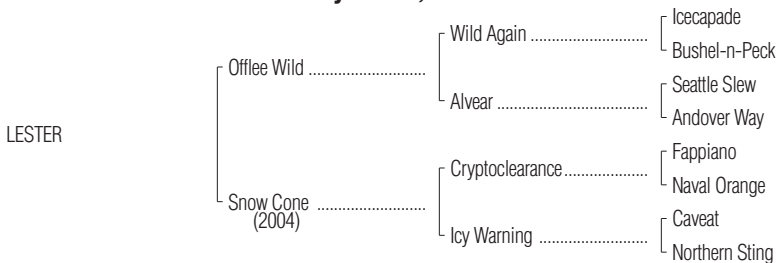 Icecapade
Wild Again ..............................
Bushel-n-Peck
Offlee Wild ..............................
Seattle Slew
Alvear ......................................
Andover Way
LESTER
Fappiano
Cryptoclearance .....................
Naval Orange
Snow Cone ............................
(2004)
Caveat
Icy Warning ............................
Northern Sting